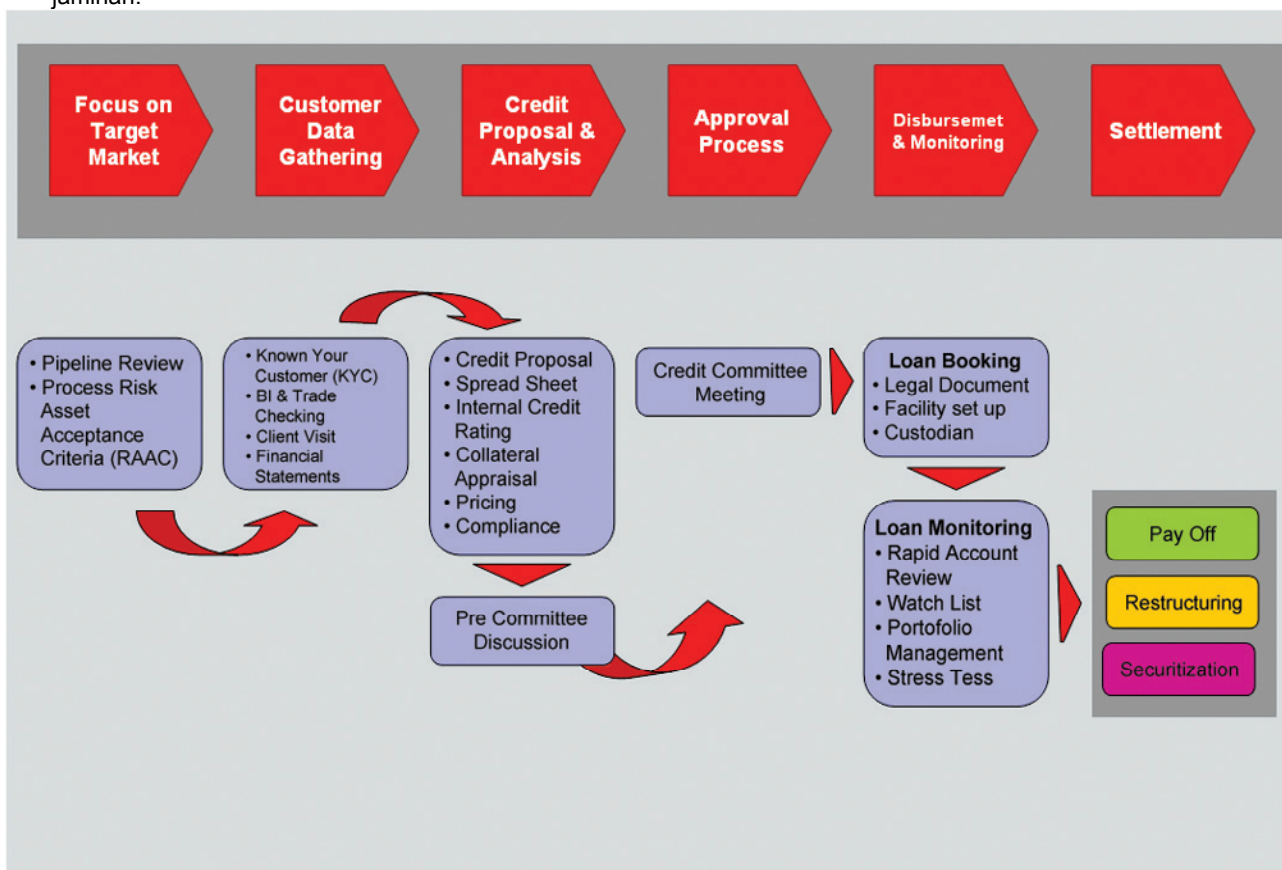 jaminan.
Focus on
Target
Market
Customer
Data
Gathering
Credit
Proposal &
Analysis
Approval
Process
Disbursemet
& Monitoring
Settlement
• Pipeline Review
• Process Risk
Asset
Acceptance
Criteria (RAAC)
• Known Your
Customer (KYC)
• BI & Trade
Checking
• Client Visit
• Financial
Statements
• Credit Proposal
• Spread Sheet
• Internal Credit
Rating
• Collateral
Appraisal
• Pricing
• Compliance
Pre Committee
Discussion
Credit Committee
Meeting
Loan Booking
• Legal Document
• Facility set up
• Custodian
Loan Monitoring
• Rapid Account
Review
• Watch List
• Portofolio
Management
• Stress Tess
Pay Off
Restructuring
Securitization